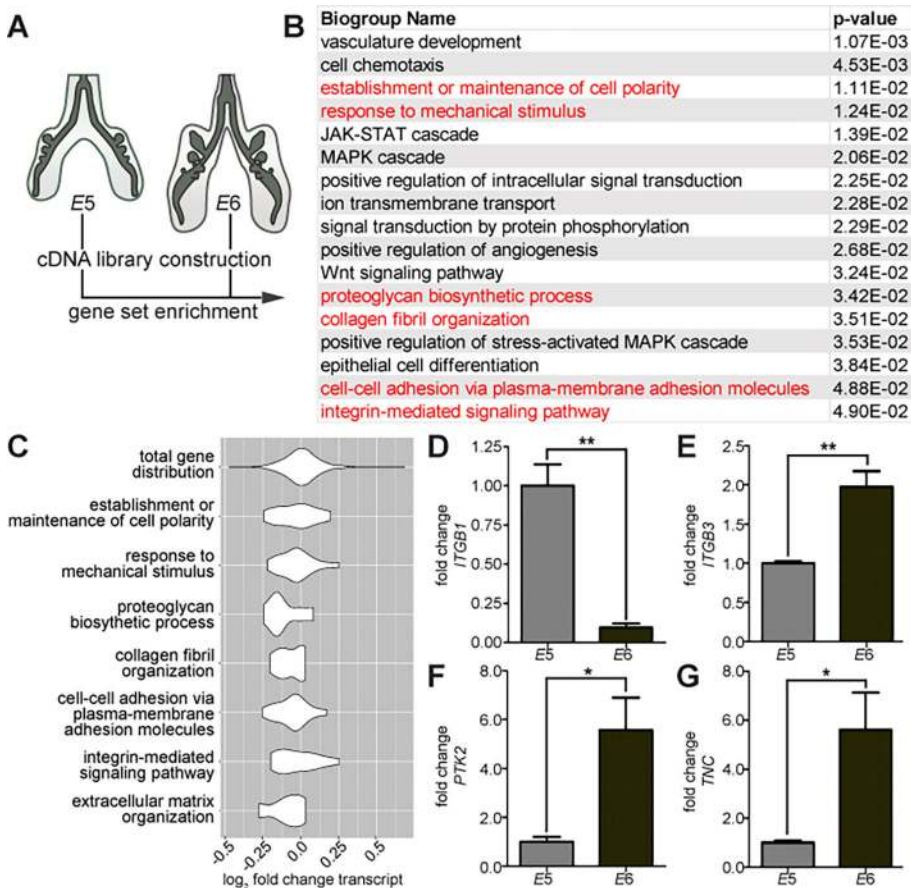 A
E5
E6
cDNA library construction
gene set enrichment
B
Biogroup Name p-value
vasculature development 1.07E-03
cell chemotaxis 4.53E-03
establishment or maintenance of cell polarity 1.11E-02
response to mechanical stimulus 1.24E-02
JAK-STAT cascade 1.39E-02
MAPK cascade 2.06E-02
positive regulation of intracellular signal transduction 2.25E-02
ion transmembrane transport 2.28E-02
signal transduction by protein phosphorylation 2.29E-02
positive regulation of angiogenesis 2.68E-02
Wnt signaling pathway 3.24E-02
proteoglycan biosynthetic process 3.42E-02
collagen fibril organization 3.51E-02
positive regulation of stress-activated MAPK cascade 3.53E-02
epithelial cell differentiation 3.84E-02
cell-cell adhesion via plasma-membrane adhesion molecules 4.88E-02
integrin-mediated signaling pathway 4.90E-02
C
total gene
distribution
establishment or
maintenance of cell polarity
response to
mechanical stimulus
proteoglycan
biosythetic process
collagen fibril
organization
cell-cell adhesion via
plasma-membrane
adhesion molecules
integrin-mediated
signaling pathway
extracellular matrix
organization
-0.5 -0.25 0.0 0.25 0.5
log₂ fold change transcript
D
fold change
ITGB1
1.25
1.00
0.75
0.50
0.25
0.00
**
E5 E6
E
fold change
ITGB3
2.5
2.0
1.5
1.0
0.5
0.0
**
E5 E6
F
fold change
PTK2
8.0
6.0
4.0
2.0
0.0
*
E5 E6
G
fold change
TNC
8.0
6.0
4.0
2.0
0.0
*
E5 E6